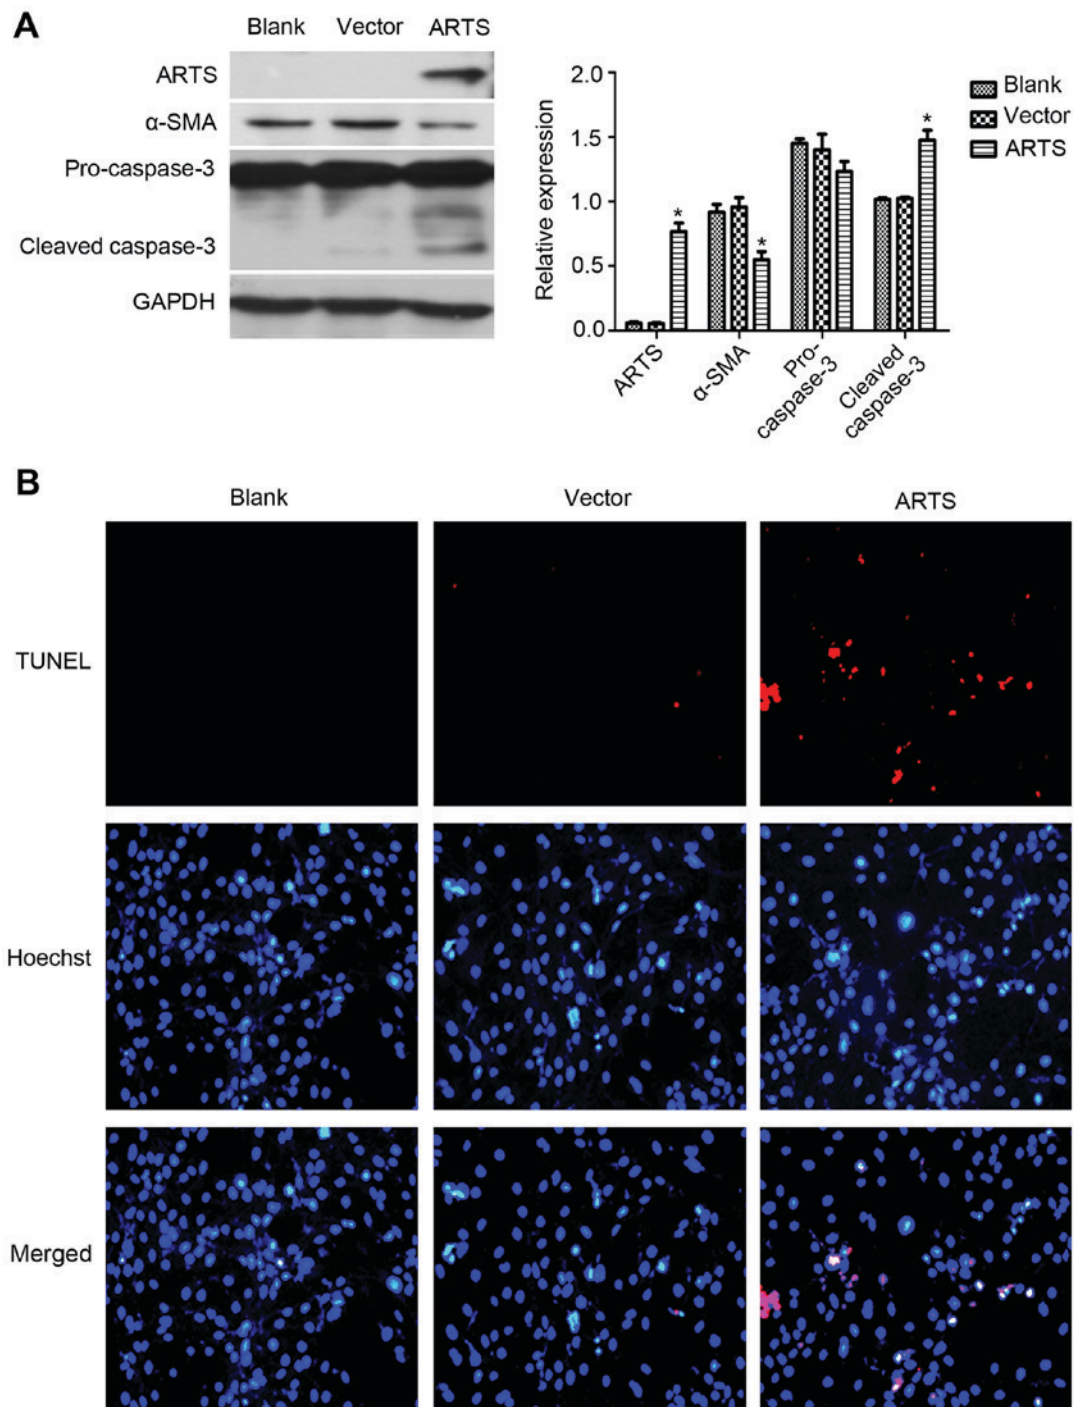 A
Blank Vector ARTS
ARTS
α-SMA
Pro-caspase-3
Cleaved caspase-3
GAPDH
Relative expression
2.0
1.5
1.0
0.5
0.0
* * *
ARTS
α-SMA
Pro-
caspase-3
Cleaved
caspase-3
Blank
Vector
ARTS
B
Blank Vector ARTS
TUNEL
Hoechst
Merged